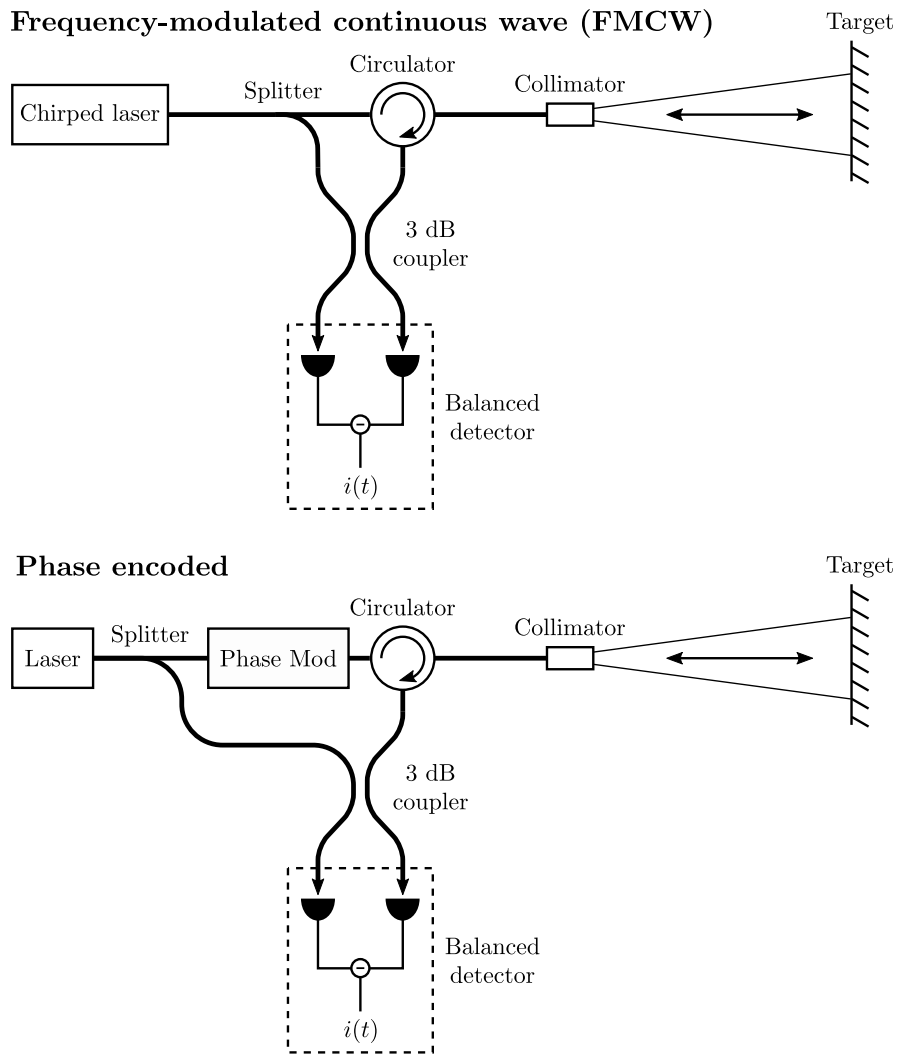 Frequency-modulated continuous wave (FMCW)
Target
Circulator
Collimator
Splitter
Chirped laser
3 dB
coupler
Balanced
detector
−
i(t)
Phase encoded
Target
Circulator
Collimator
Splitter
Laser
Phase Mod
3 dB
coupler
Balanced
detector
−
i(t)